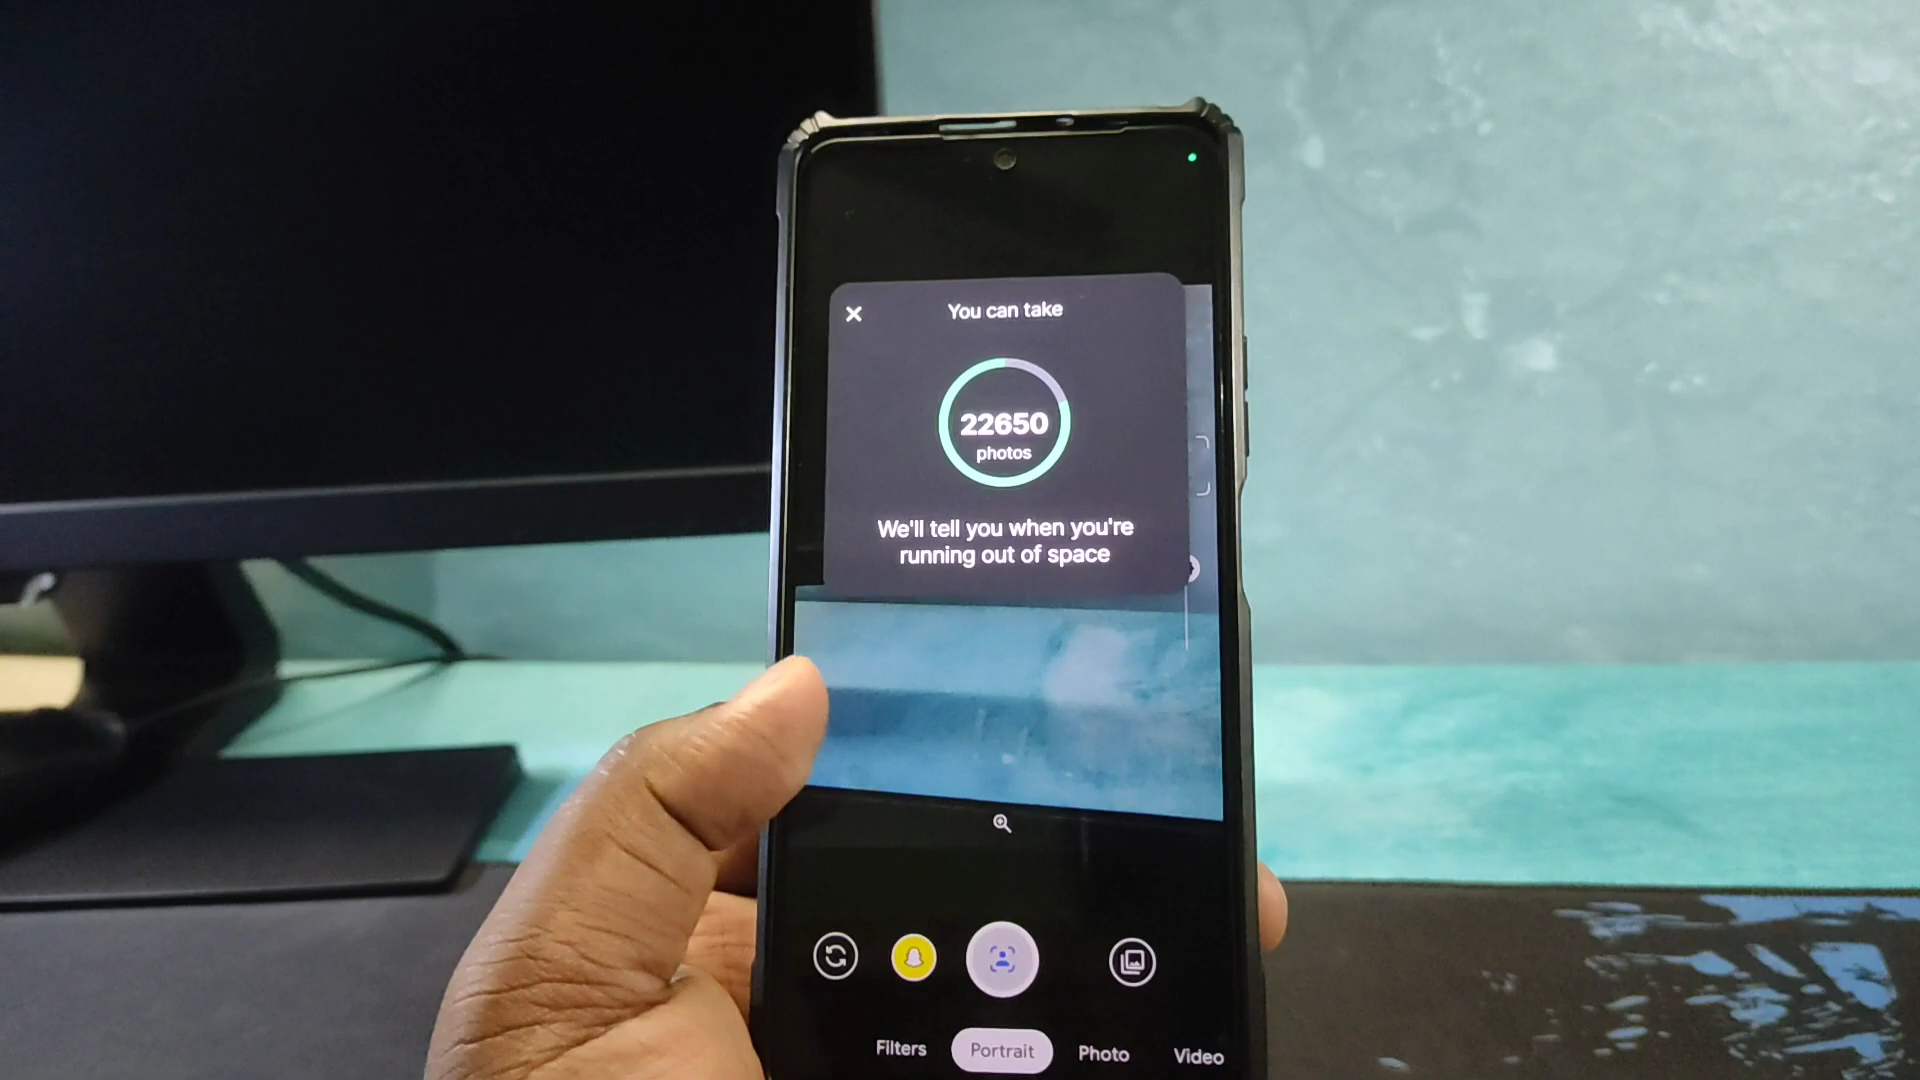 You can take
22650
photos
We'll tell you when you're
running out of space
Filters
Portrait
Photo
Video